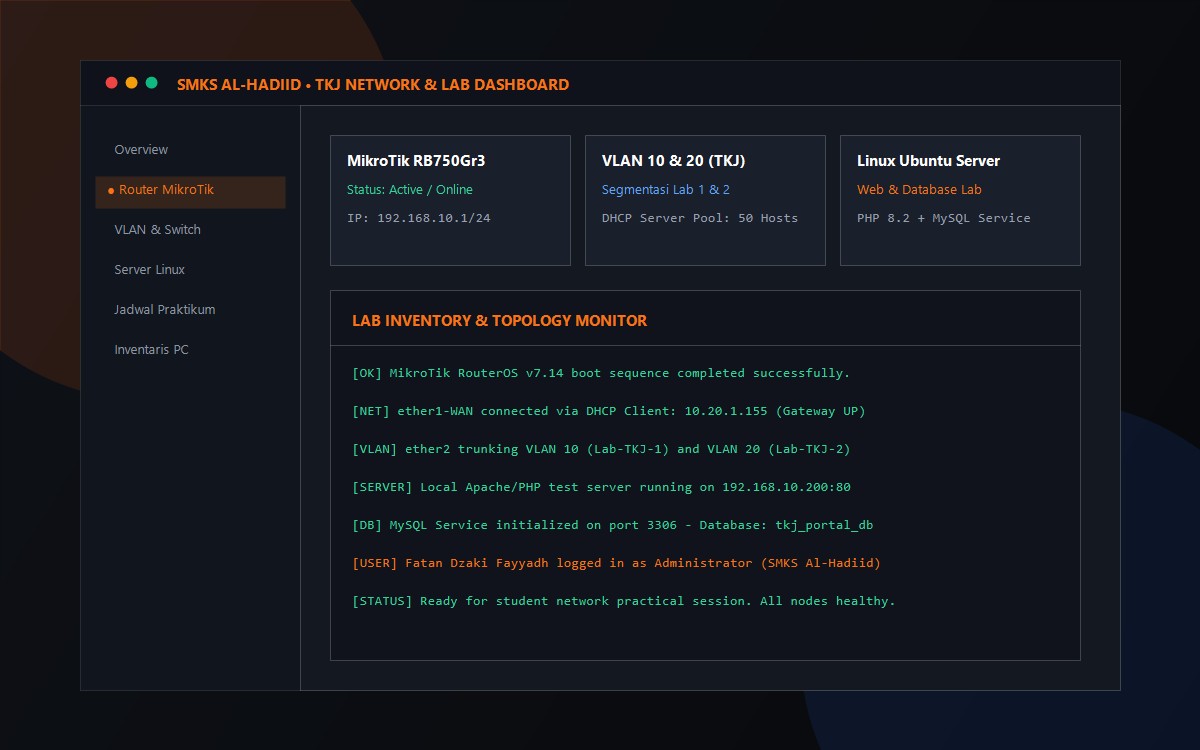 SMKS AL-HADIID • TKJ NETWORK & LAB DASHBOARD
Overview
● Router MikroTik
VLAN & Switch
Server Linux
Jadwal Praktikum
Inventaris PC
MikroTik RB750Gr3
Status: Active / Online
IP: 192.168.10.1/24
VLAN 10 & 20 (TKJ)
Segmentasi Lab 1 & 2
DHCP Server Pool: 50 Hosts
Linux Ubuntu Server
Web & Database Lab
PHP 8.2 + MySQL Service
LAB INVENTORY & TOPOLOGY MONITOR
[OK] MikroTik RouterOS v7.14 boot sequence completed successfully.
[NET] ether1-WAN connected via DHCP Client: 10.20.1.155 (Gateway UP)
[VLAN] ether2 trunking VLAN 10 (Lab-TKJ-1) and VLAN 20 (Lab-TKJ-2)
[SERVER] Local Apache/PHP test server running on 192.168.10.200:80
[DB] MySQL Service initialized on port 3306 - Database: tkj_portal_db
[USER] Fatan Dzaki Fayyadh logged in as Administrator (SMKS Al-Hadiid)
[STATUS] Ready for student network practical session. All nodes healthy.